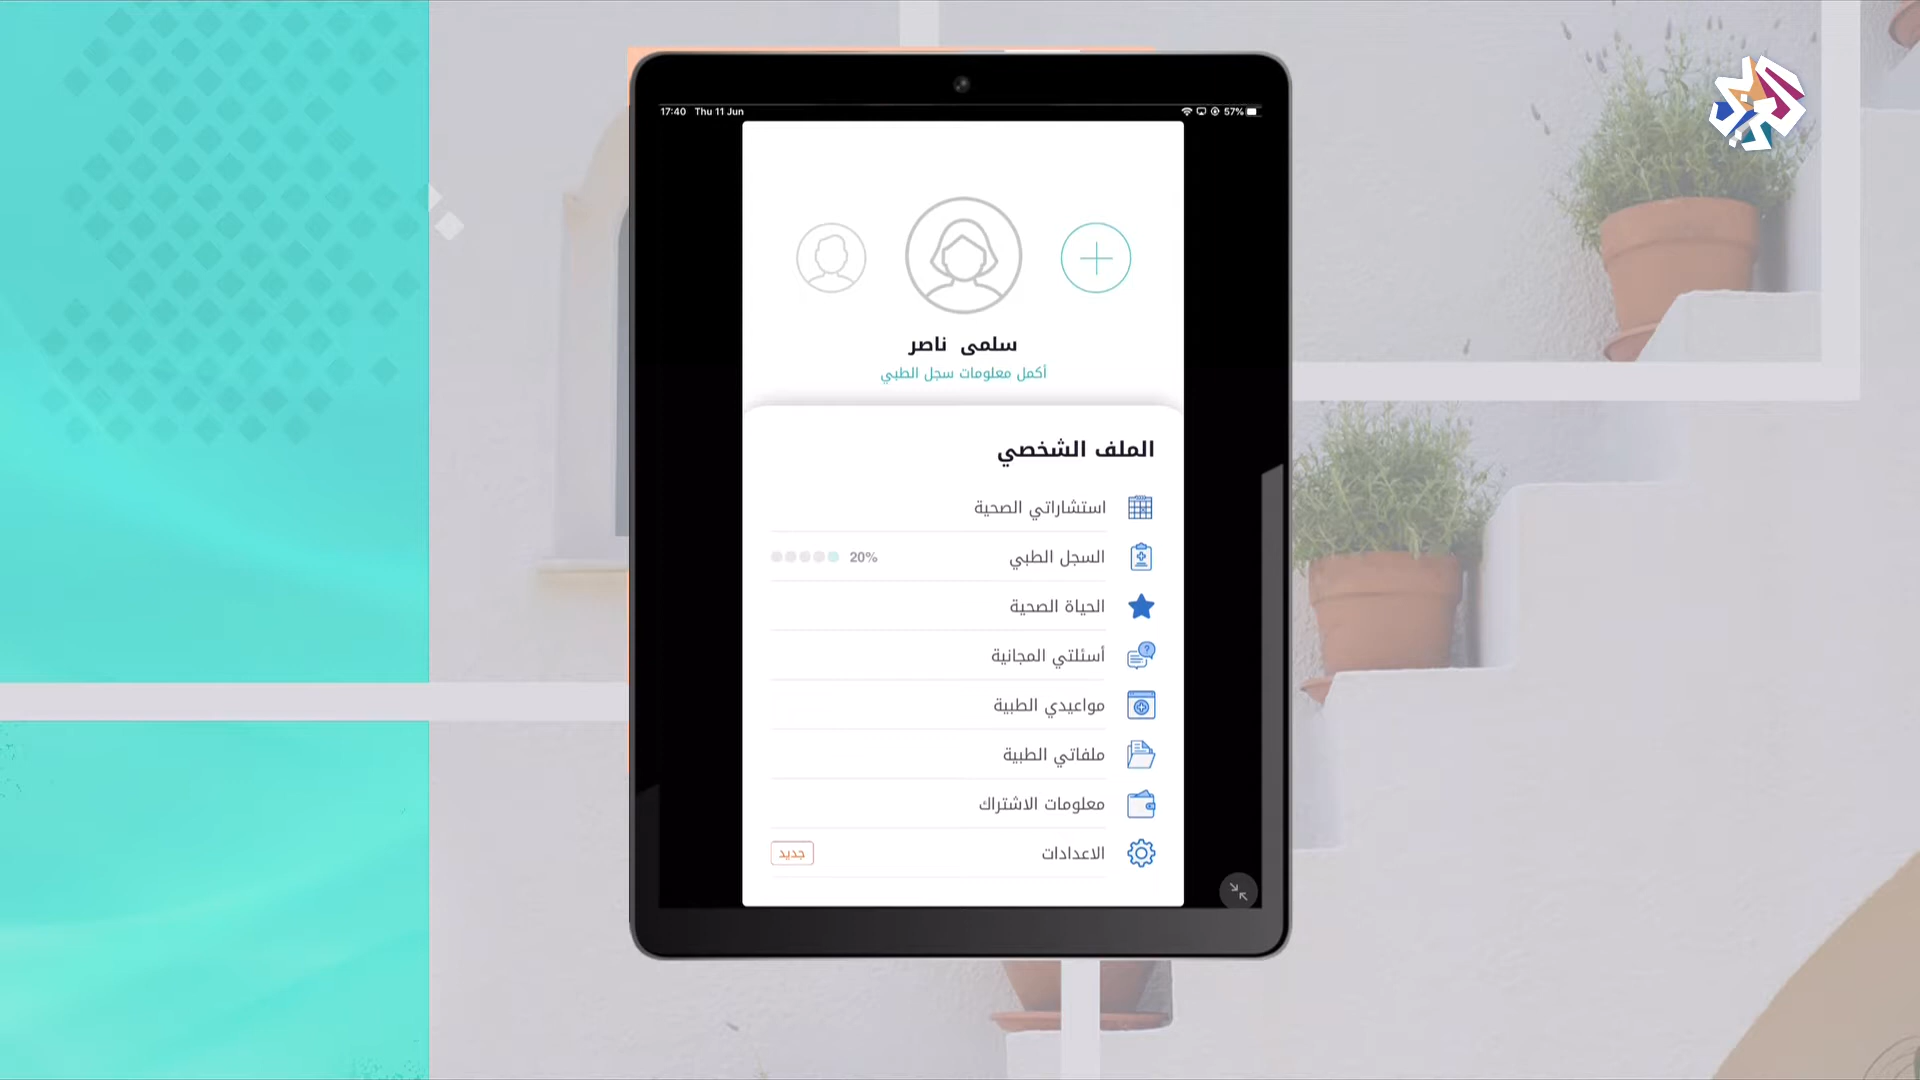 17:40 Thu 11 Jun
57%
سلمى ناصر
أكمل معلومات سجل الطبي
الملف الشخصي
استشاراتي الصحية
السجل الطبي 20%
الحياة الصحية
أسئلتي المجانية
مواعيدي الطبية
ملفاتي الطبية
معلومات الاشتراك
الاعدادات جديد